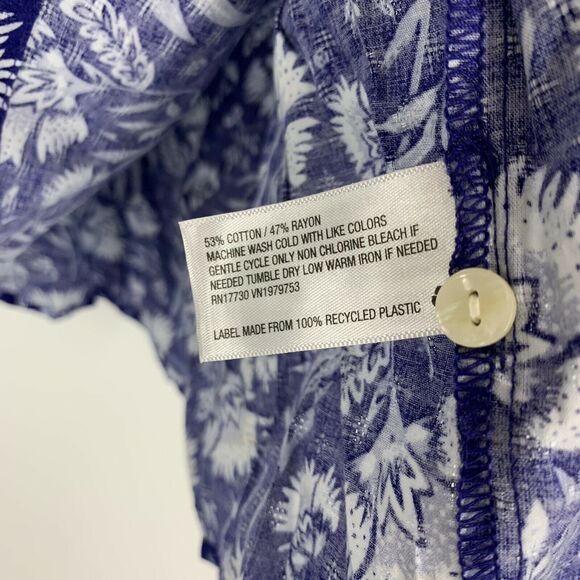 53% COTTON / 47% RAYON
MACHINE WASH COLD WITH LIKE COLORS
GENTLE CYCLE ONLY NON CHLORINE BLEACH IF
NEEDED TUMBLE DRY LOW WARM IRON IF NEEDED
RN17730 VN1979753
LABEL MADE FROM 100% RECYCLED PLASTIC